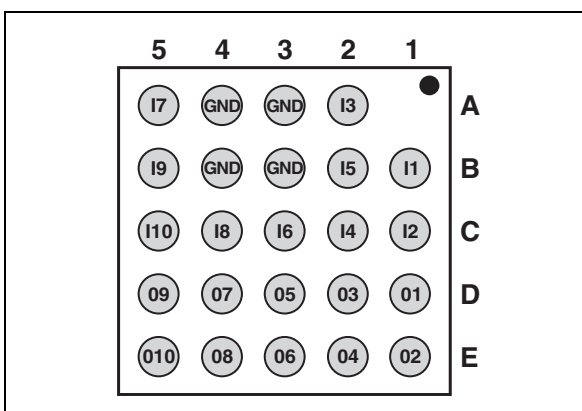 5 4 3 2 1
I7 GND GND I3 A
I9 GND GND I5 I1 B
I10 I8 I6 I4 I2 C
09 07 05 03 01 D
010 08 06 04 02 E